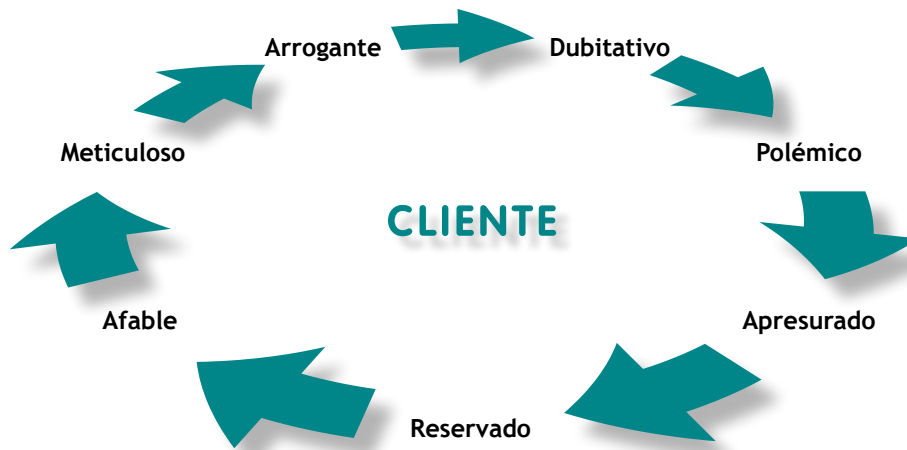 Arrogante
Dubitativo
Meticuloso
Polémico
CLIENTE
Afable
Apresurado
Reservado